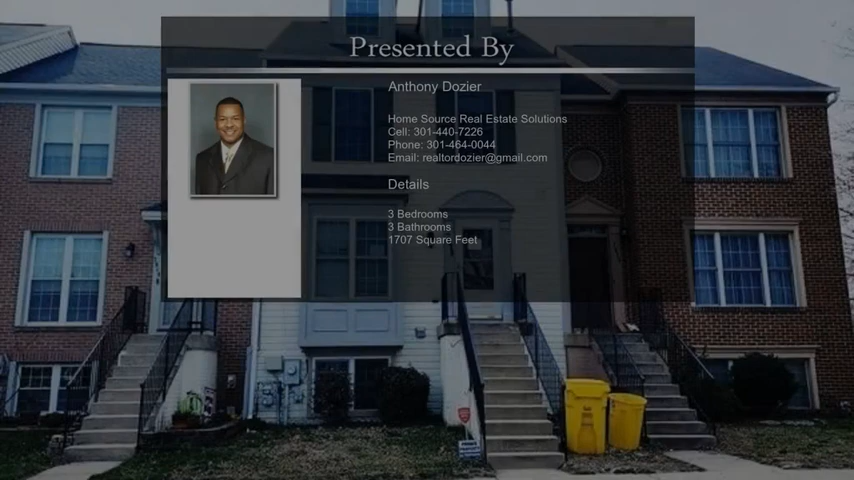 Presented By
Anthony Dozier
Home Source Real Estate Solutions
Cell: 301-440-7226
Phone: 301-464-0044
Email: realtordozier@gmail.com
Details
3 Bedrooms
3 Bathrooms
1707 Square Feet